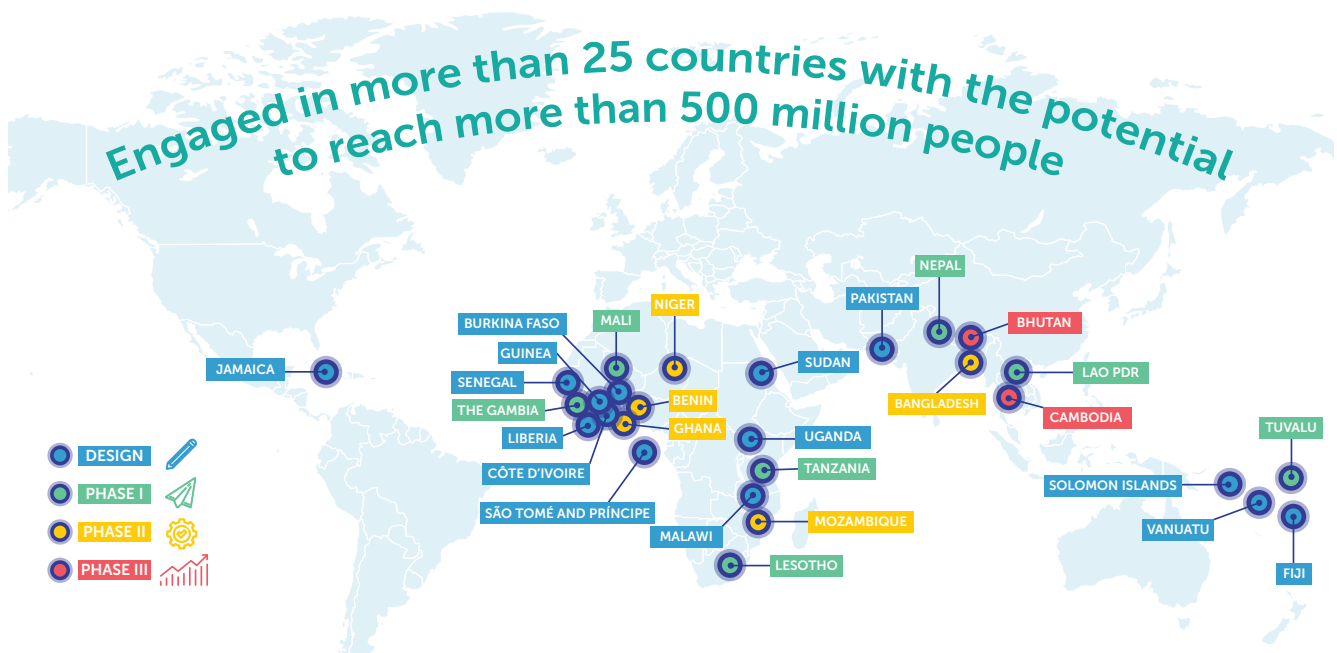 Engaged in more than 25 countries with the potential
to reach more than 500 million people
NEPAL
PAKISTAN
NIGER
BURKINA FASO
MALI
BHUTAN
GUINEA
SUDAN
JAMAICA
LAO PDR
SENEGAL
BENIN
BANGLADESH
THE GAMBIA
CAMBODIA
GHANA
TUVALU
LIBERIA
UGANDA
DESIGN
TANZANIA
CÔTE D'IVOIRE
SOLOMON ISLANDS
PHASE I
SÃO TOMÉ AND PRÍNCIPE
MOZAMBIQUE
VANUATU
PHASE II
MALAWI
LESOTHO
PHASE III
FIJI